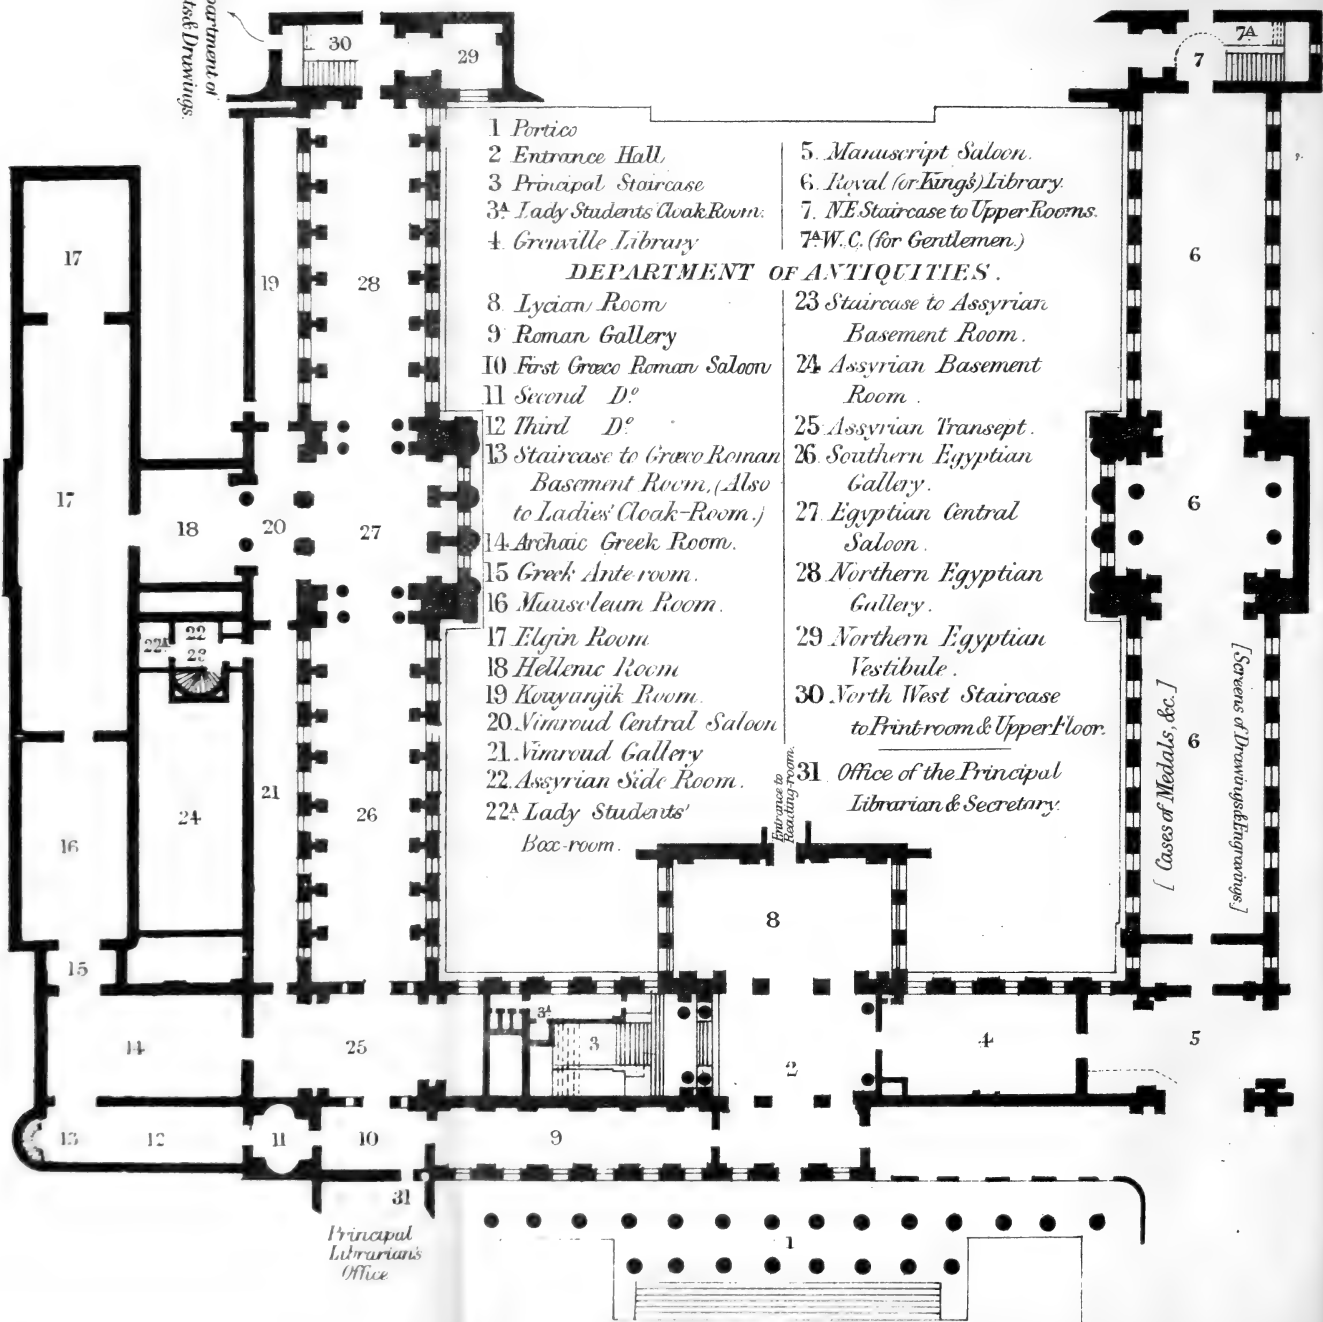 partment of
ts & Drawings.
30
29
7A
7
1 Portico
2 Entrance Hall
3 Principal Staircase
3A Lady Students Cloak Room.
4 Grenville Library
5. Manuscript Saloon.
6. Royal (or King's) Library.
7. NE Staircase to Upper Rooms.
7A W.C. (for Gentlemen.)
DEPARTMENT OF ANTIQUITIES.
8 Lycian Room
9 Roman Gallery
10 First Græco Roman Saloon
11 Second Dº
12 Third Dº
13 Staircase to Græco Roman
Basement Room, (Also
to Ladies' Cloak-Room.)
14 Archaic Greek Room.
15 Greek Ante-room.
16 Mausoleum Room.
17 Elgin Room
18 Hellenic Room
19 Kouyunjik Room.
20 Nimroud Central Saloon
21 Nimroud Gallery
22 Assyrian Side Room.
22A Lady Students'
Box-room.
23 Staircase to Assyrian
Basement Room.
24 Assyrian Basement
Room.
25 Assyrian Transept.
26 Southern Egyptian
Gallery.
27 Egyptian Central
Saloon.
28 Northern Egyptian
Gallery.
29 Northern Egyptian
Vestibule.
30 North West Staircase
to Print-room & Upper Floor.
31 Office of the Principal
Librarian & Secretary.
Entrance to
Reading-room.
17
19
28
6
17
18
20
27
6
22
22A
23
[Cases of Medals, &c.]
[Screens of Drawings & Engravings.]
6
21
24
26
16
8
15
14
25
3A
3
2
4
5
13
12
11
10
9
31
Principal
Librarian's
Office
1